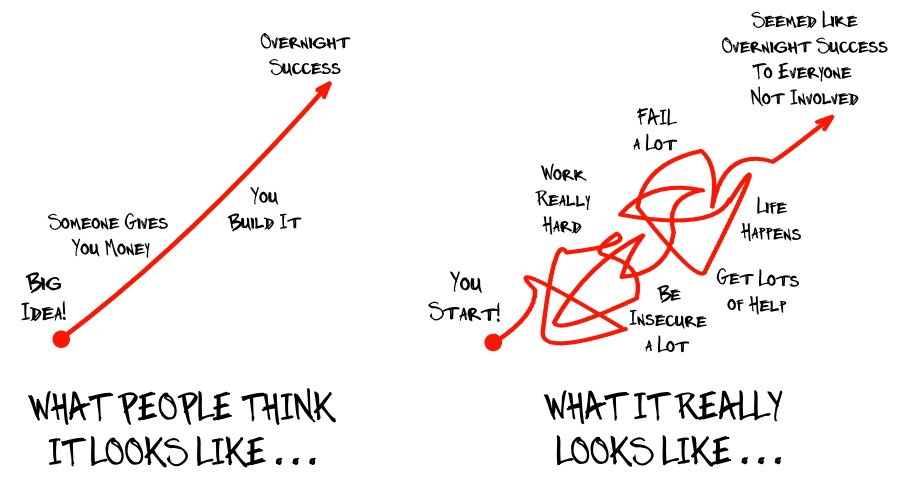 Overnight
Success
Someone Gives
You Money
You
Build It
Big
Idea!
WHAT PEOPLE THINK
IT LOOKS LIKE . . .
Seemed Like
Overnight Success
To Everyone
Not Involved
FAIL
a Lot
Work
Really
Hard
Life
Happens
Get Lots
of Help
You
Start!
Be
Insecure
a Lot
WHAT IT REALLY
LOOKS LIKE . . .